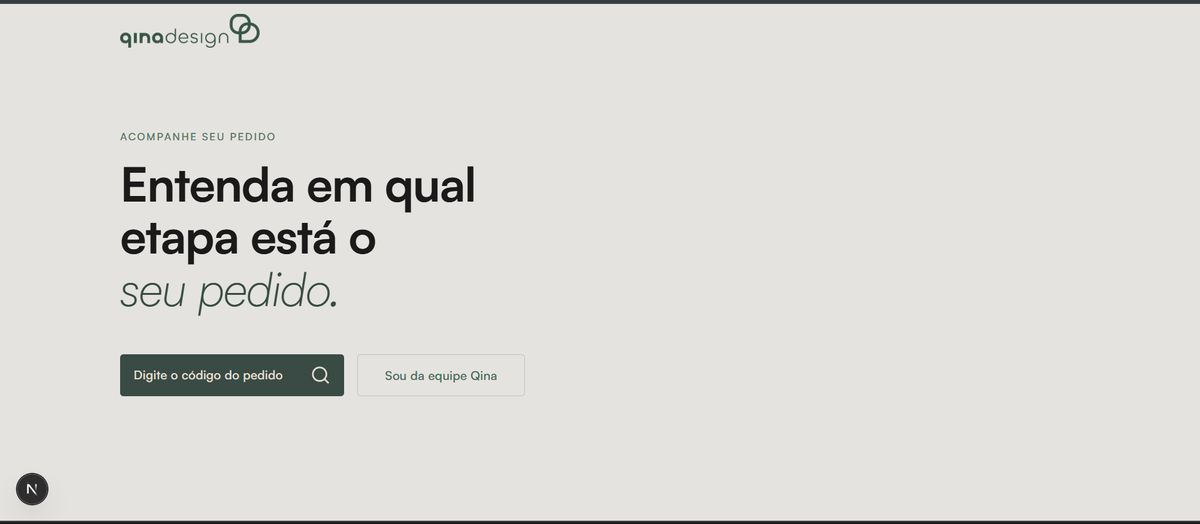 qinadesign
ACOMPANHE SEU PEDIDO
Entenda em qual
etapa está o
seu pedido.
Digite o código do pedido
Sou da equipe Qina
N